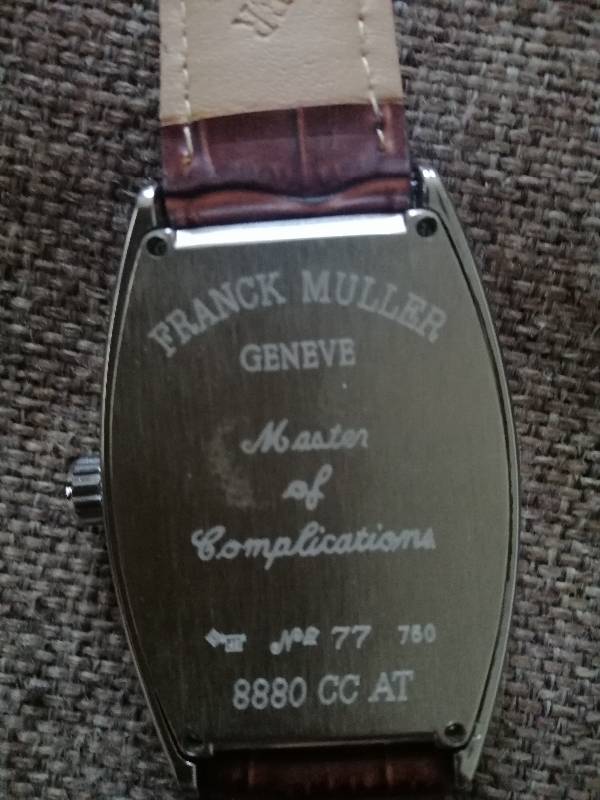 FRANCK MULLER
GENEVE
Master
of
Complications
Nº 77 750
8880 CC AT